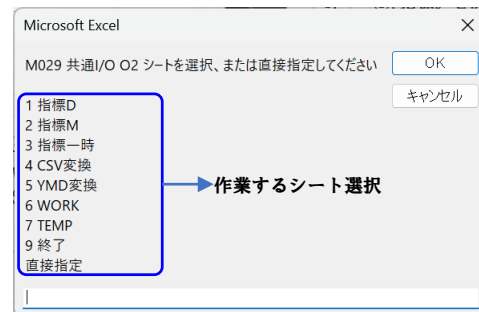 Microsoft Excel
M029 共通I/O O2 シートを選択、または直接指定してください
OK
キャンセル
1 指標D
2 指標M
3 指標一時
4 CSV変換
5 YMD変換
6 WORK
7 TEMP
9 終了
直接指定
作業するシート選択